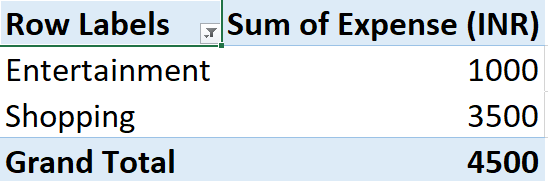 Row Labels Sum of Expense (INR)
Entertainment 1000
Shopping 3500
Grand Total 4500